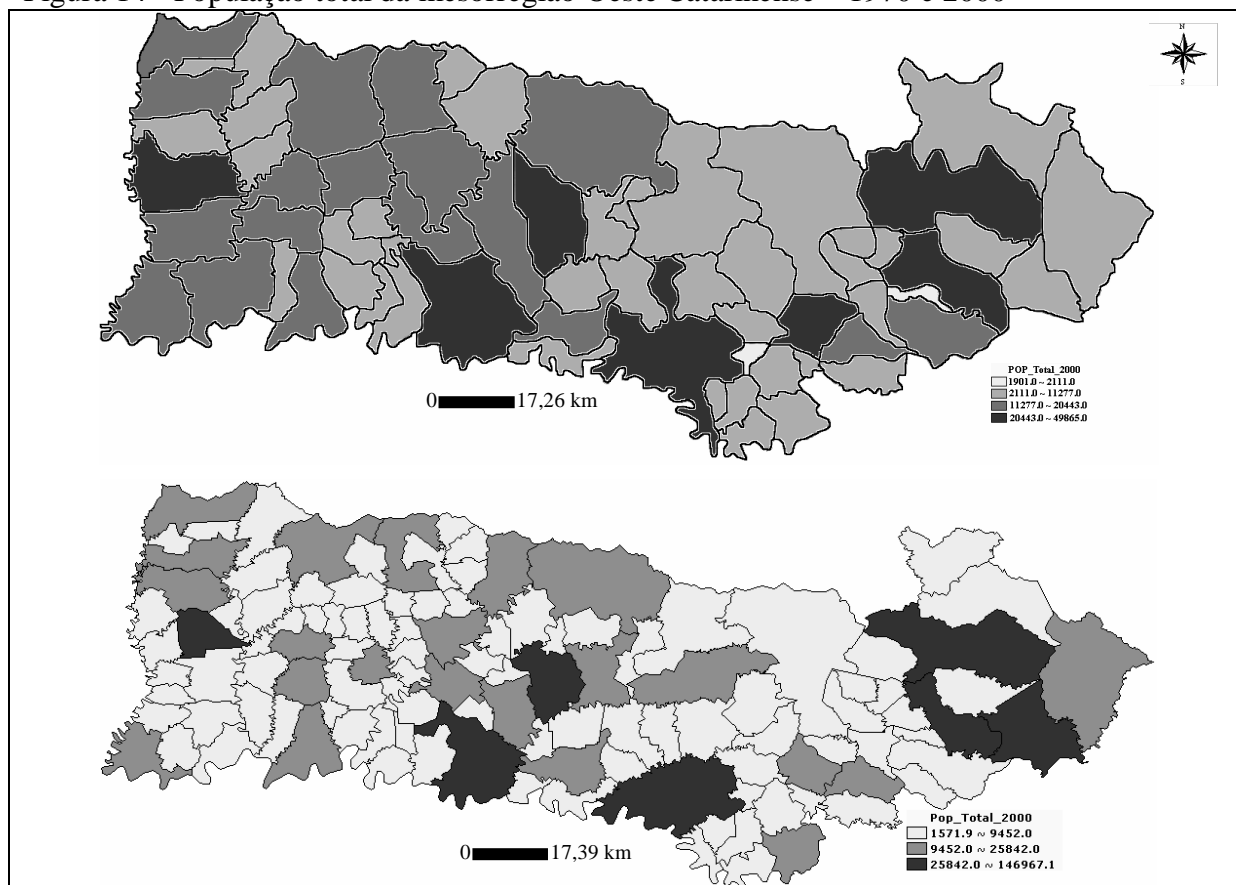 Figura 14 - População total da mesorregião Oeste Catarinense – 1970 e 2000
N
S
POP_Total_2000
1901.0 ~ 2111.0
2111.0 ~ 11277.0
11277.0 ~ 20443.0
20443.0 ~ 49865.0
0 17,26 km
Pop_Total_2000
1571.9 ~ 9452.0
9452.0 ~ 25842.0
25842.0 ~ 146967.1
0 17,39 km